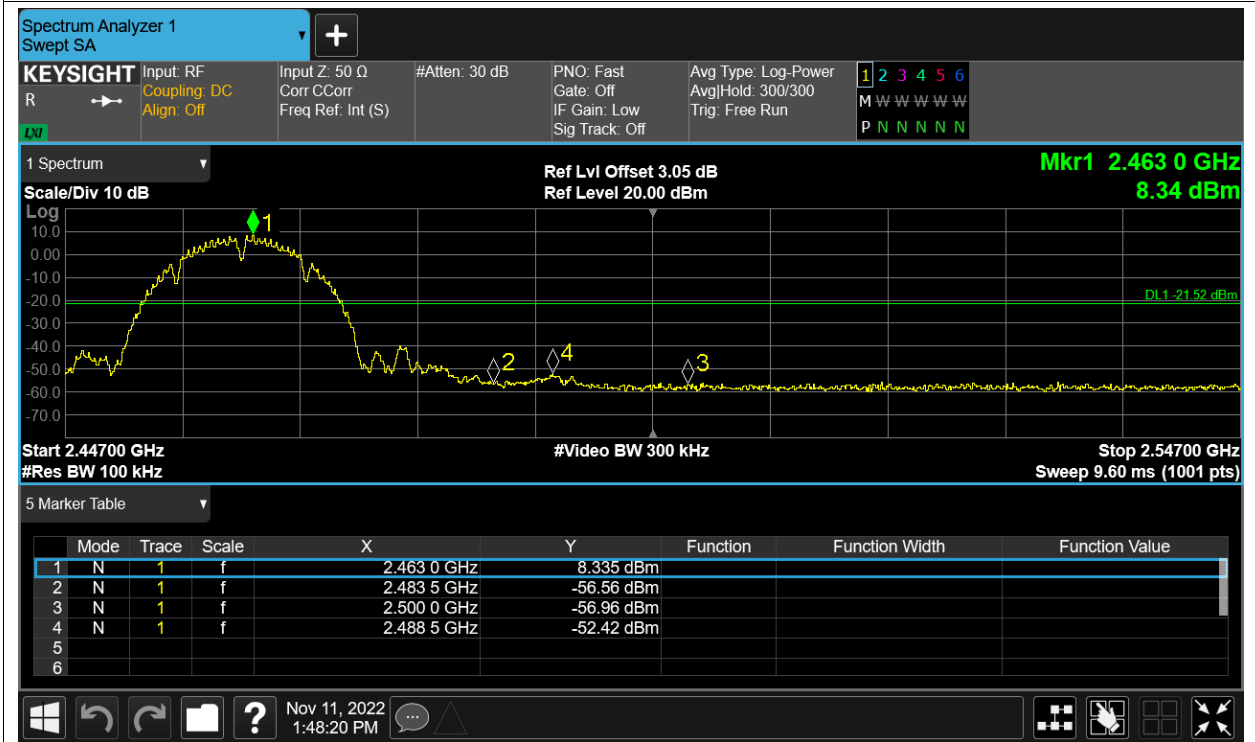 Spectrum Analyzer 1
Swept SA
+
KEYSIGHT Input: RF Input Z: 50 Ω #Atten: 30 dB PNO: Fast Avg Type: Log-Power 1 2 3 4 5 6
R Coupling: DC Corr CCorr Gate: Off Avg|Hold: 300/300 M W W W W W
Align: Off Freq Ref: Int (S) IF Gain: Low Trig: Free Run
LXI Sig Track: Off P N N N N N
1 Spectrum Ref Lvl Offset 3.05 dB Mkr1 2.463 0 GHz
Scale/Div 10 dB Ref Level 20.00 dBm 8.34 dBm
Log
1
10.0
0.00
-10.0
-20.0 DL1 -21.52 dBm
-30.0
-40.0
2 4 3
-50.0
-60.0
-70.0
Start 2.44700 GHz #Video BW 300 kHz Stop 2.54700 GHz
#Res BW 100 kHz Sweep 9.60 ms (1001 pts)
5 Marker Table
Mode Trace Scale X Y Function Function Width Function Value
1 N 1 f 2.463 0 GHz 8.335 dBm
2 N 1 f 2.483 5 GHz -56.56 dBm
3 N 1 f 2.500 0 GHz -56.96 dBm
4 N 1 f 2.488 5 GHz -52.42 dBm
5
6
? Nov 11, 2022
1:48:20 PM